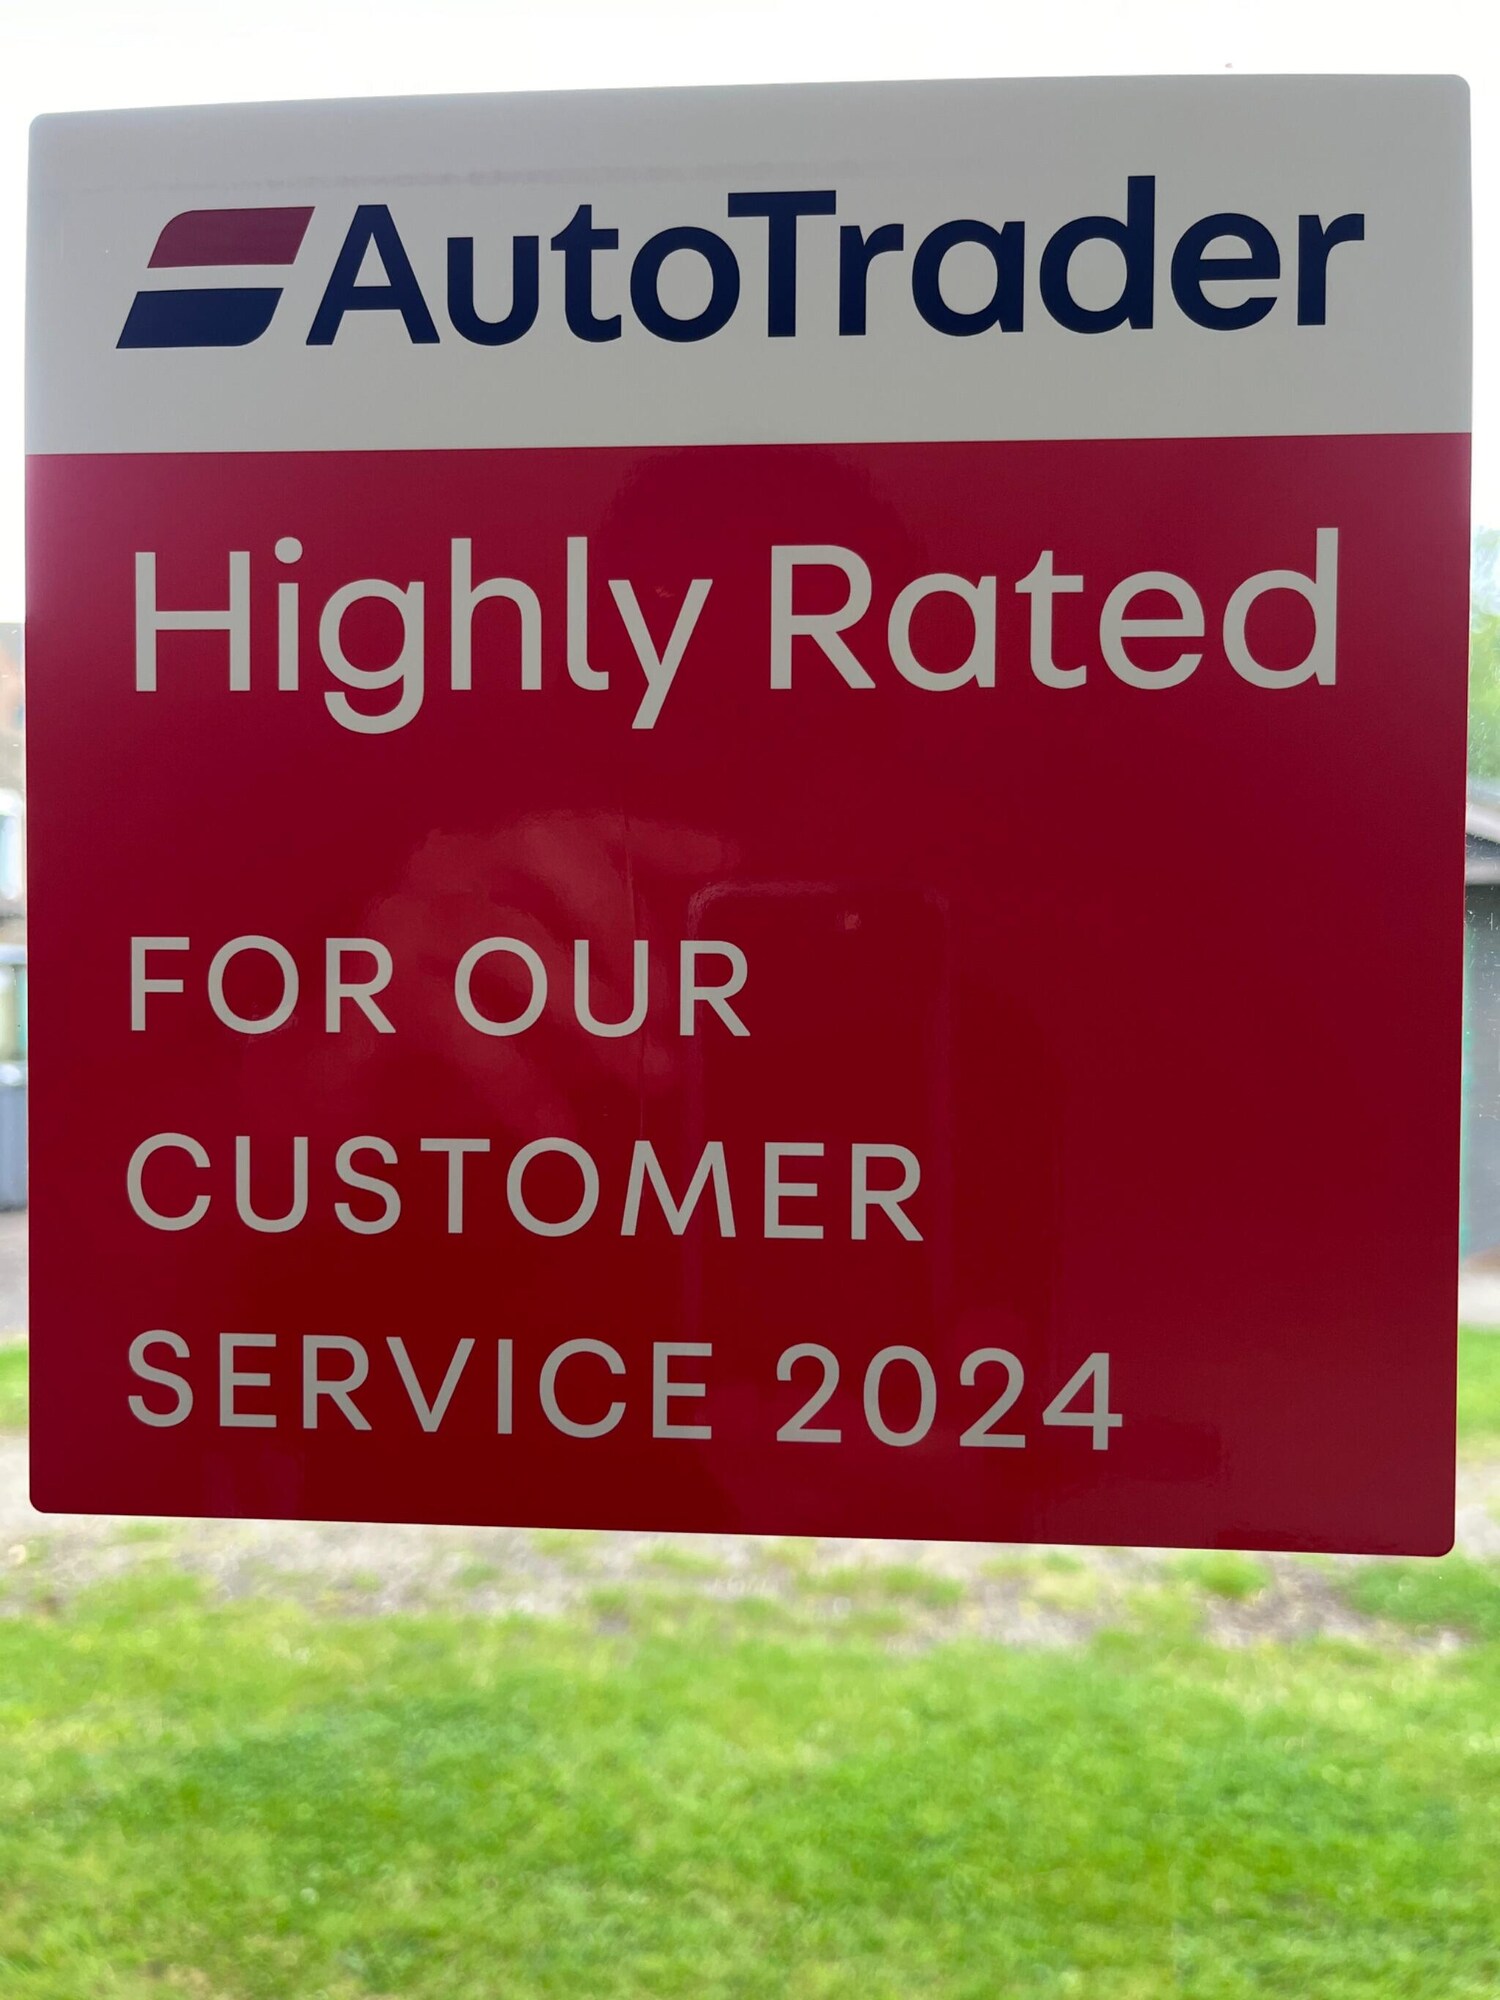 AutoTrader
Highly Rated
FOR OUR
CUSTOMER
SERVICE 2024